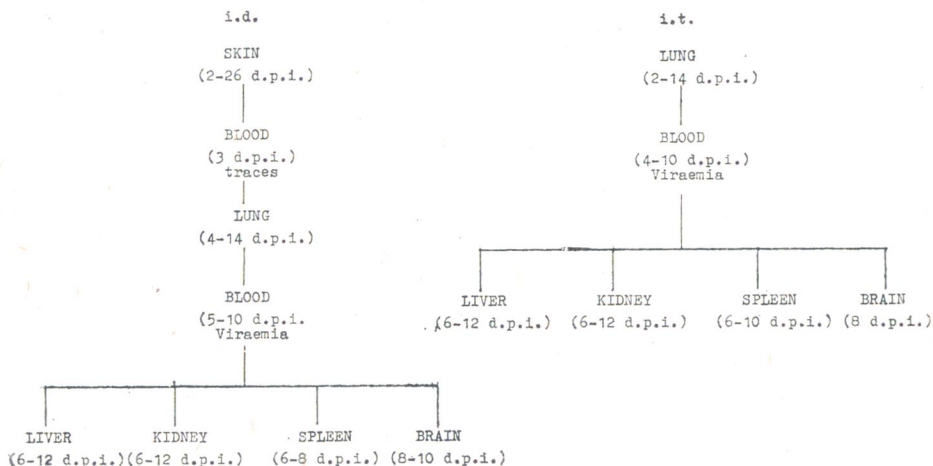 i.d.
SKIN
(2-26 d.p.i.)
BLOOD
(3 d.p.i.)
traces
LUNG
(4-14 d.p.i.)
BLOOD
(5-10 d.p.i.
Viraemia
LIVER KIDNEY SPLEEN BRAIN
(6-12 d.p.i.)(6-12 d.p.i.) (6-8 d.p.i.) (8-10 d.p.i.)
i.t.
LUNG
(2-14 d.p.i.)
BLOOD
(4-10 d.p.i.)
Viraemia
LIVER KIDNEY SPLEEN BRAIN
(6-12 d.p.i.) (6-12 d.p.i.) (6-10 d.p.i.) (8 d.p.i.)